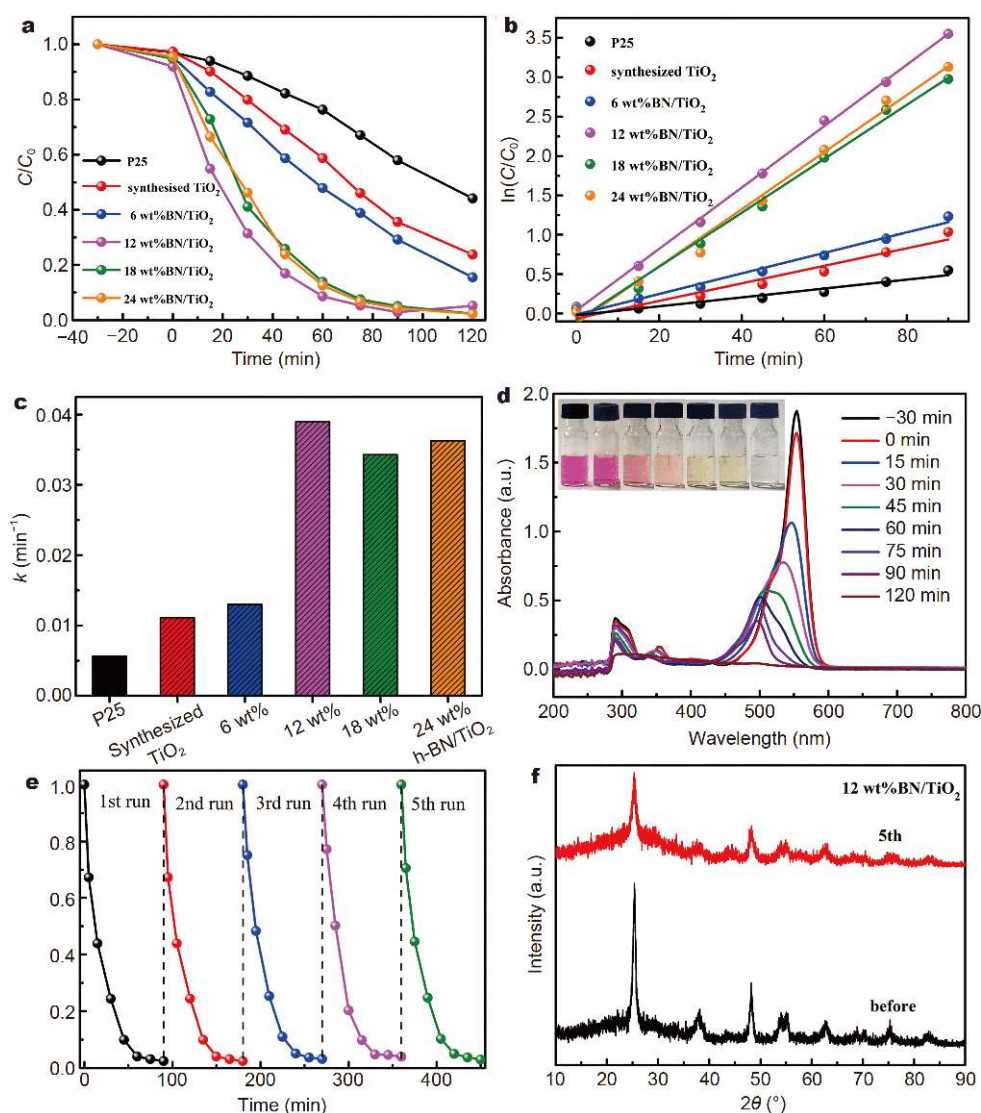 a
C/C₀
1.0
0.8
0.6
0.4
0.2
0.0
P25
synthesised TiO₂
6 wt%BN/TiO₂
12 wt%BN/TiO₂
18 wt%BN/TiO₂
24 wt%BN/TiO₂
−40 −20 0 20 40 60 80 100 120
Time (min)
b
ln(C/C₀)
3.5
3.0
2.5
2.0
1.5
1.0
0.5
0.0
P25
synthesized TiO₂
6 wt%BN/TiO₂
12 wt%BN/TiO₂
18 wt%BN/TiO₂
24 wt%BN/TiO₂
0 20 40 60 80
Time (min)
c
k (min⁻¹)
0.04
0.03
0.02
0.01
0.00
P25
Synthesized
TiO₂
6 wt%
12 wt%
18 wt%
24 wt%
h-BN/TiO₂
d
Absorbance (a.u.)
2.0
1.5
1.0
0.5
0.0
−30 min
0 min
15 min
30 min
45 min
60 min
75 min
90 min
120 min
200 300 400 500 600 700 800
Wavelength (nm)
e
1.0
0.8
0.6
0.4
0.2
0.0
1st run 2nd run 3rd run 4th run 5th run
0 100 200 300 400
Time (min)
f
12 wt%BN/TiO₂
5th
before
Intensity (a.u.)
10 20 30 40 50 60 70 80 90
2θ (°)